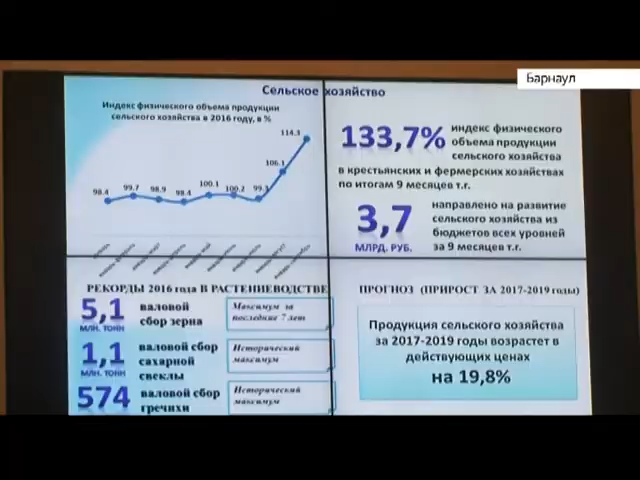 Барнаул
Сельское хозяйство
Индекс физического объема продукции
сельского хозяйства в 2016 году, в %
98.4
99.7
98.9
98.4
100.1
100.2
99.3
106.1
114.3
133,7%
индекс физического
объема продукции
сельского хозяйства
в крестьянских и фермерских хозяйствах
по итогам 9 месяцев т.г.
3,7
МЛРД. РУБ.
направлено на развитие
сельского хозяйства из
бюджетов всех уровней
за 9 месяцев т.г.
РЕКОРДЫ 2016 года В РАСТЕНИЕВОДСТВЕ
5,1
МЛН. ТОНН
валовой
сбор зерна
Максимум за
последние 7 лет
1,1
МЛН. ТОНН
валовой сбор
сахарной
свеклы
Исторический
максимум
574
валовой сбор
гречихи
Исторический
максимум
ПРОГНОЗ (ПРИРОСТ ЗА 2017-2019 годы)
Продукция сельского хозяйства
за 2017-2019 годы возрастет в
действующих ценах
на 19,8%